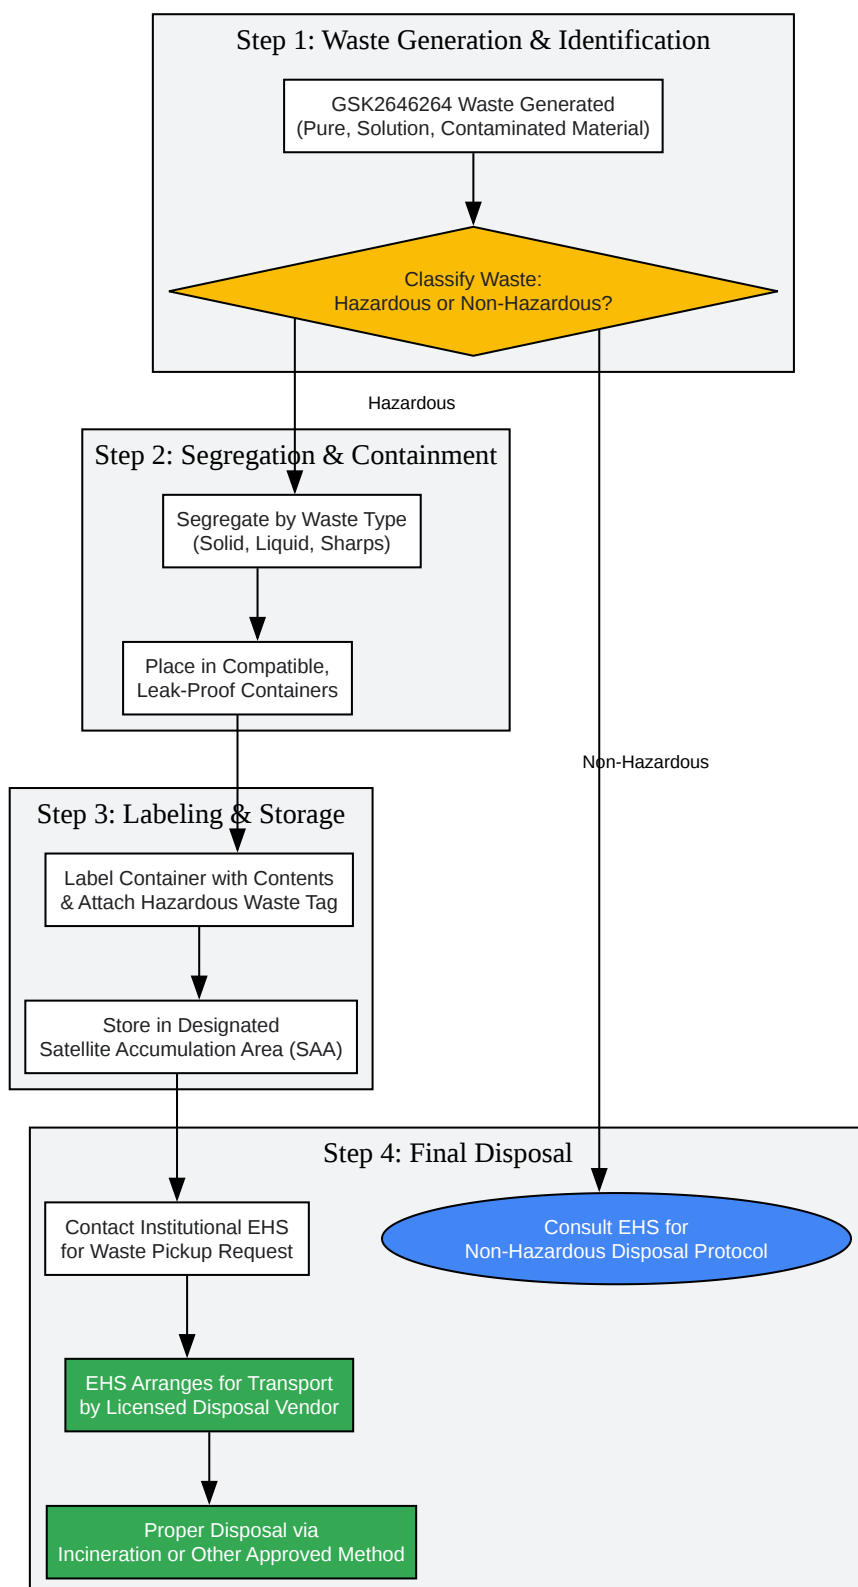 Step 1: Waste Generation & Identification
GSK2646264 Waste Generated
(Pure, Solution, Contaminated Material)
Classify Waste:
Hazardous or Non-Hazardous?
Hazardous
Step 2: Segregation & Containment
Segregate by Waste Type
(Solid, Liquid, Sharps)
Place in Compatible,
Leak-Proof Containers
Non-Hazardous
Step 3: Labeling & Storage
Label Container with Contents
& Attach Hazardous Waste Tag
Store in Designated
Satellite Accumulation Area (SAA)
Step 4: Final Disposal
Contact Institutional EHS
for Waste Pickup Request
Consult EHS for
Non-Hazardous Disposal Protocol
EHS Arranges for Transport
by Licensed Disposal Vendor
Proper Disposal via
Incineration or Other Approved Method